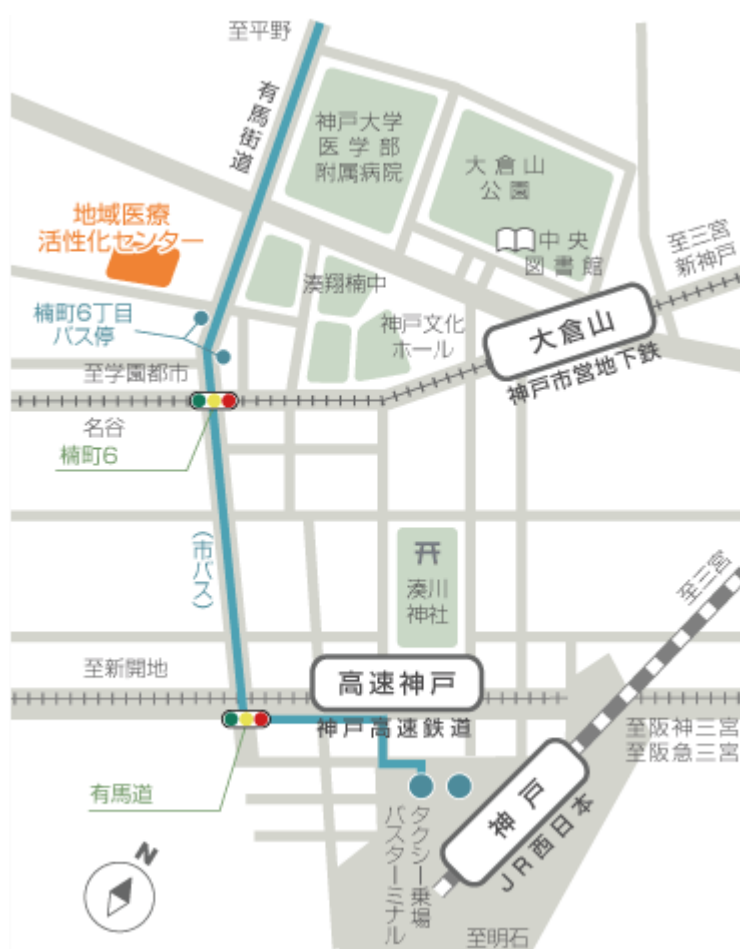 至平野
有馬街道
神戸大学
医学部
附属病院
大倉山
公園
中央
図書館
至三宮
新神戸
地域医療
活性化センター
湊翔楠中
楠町6丁目
バス停
神戸文化
ホール
大倉山
神戸市営地下鉄
至学園都市
名谷
楠町6
(市バス)
湊川
神社
至三宮
至新開地
高速神戸
神戸高速鉄道
至阪神三宮
至阪急三宮
有馬道
神戸
JR西日本
タクシー乗場
バスターミナル
N
至明石